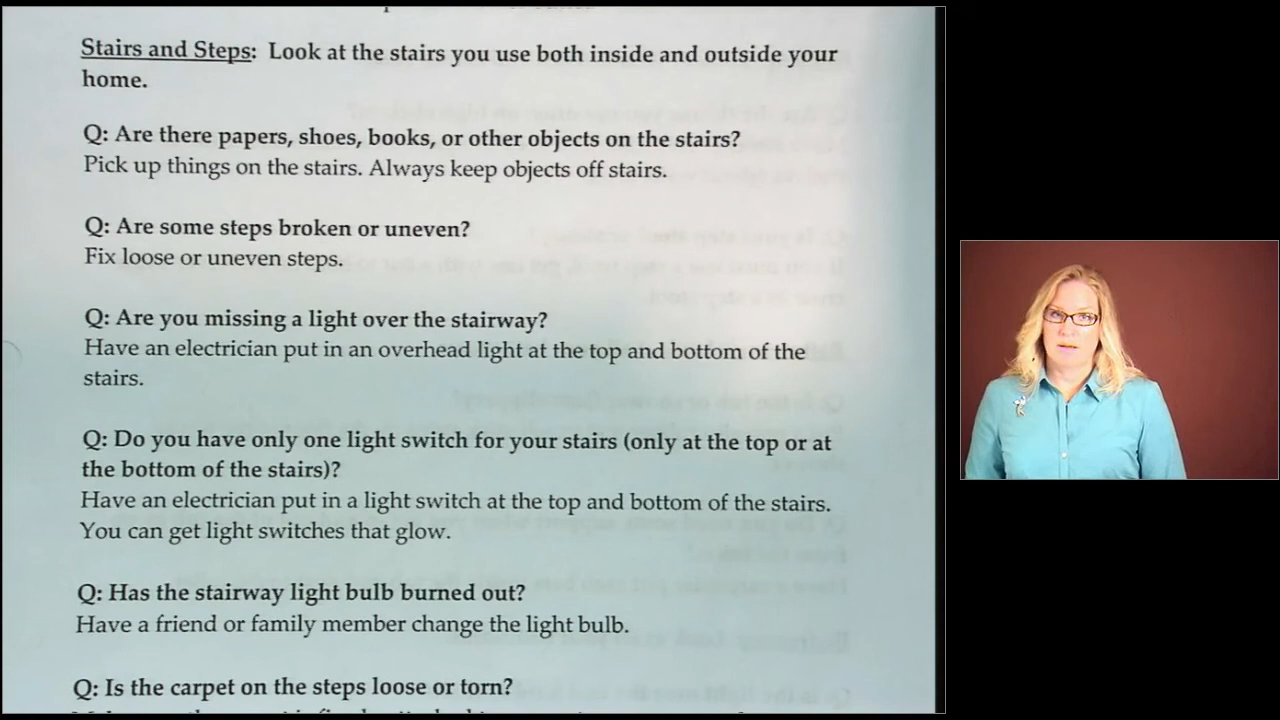 Stairs and Steps: Look at the stairs you use both inside and outside your
home.
Q: Are there papers, shoes, books, or other objects on the stairs?
Pick up things on the stairs. Always keep objects off stairs.
Q: Are some steps broken or uneven?
Fix loose or uneven steps.
Q: Are you missing a light over the stairway?
Have an electrician put in an overhead light at the top and bottom of the
stairs.
Q: Do you have only one light switch for your stairs (only at the top or at
the bottom of the stairs)?
Have an electrician put in a light switch at the top and bottom of the stairs.
You can get light switches that glow.
Q: Has the stairway light bulb burned out?
Have a friend or family member change the light bulb.
Q: Is the carpet on the steps loose or torn?